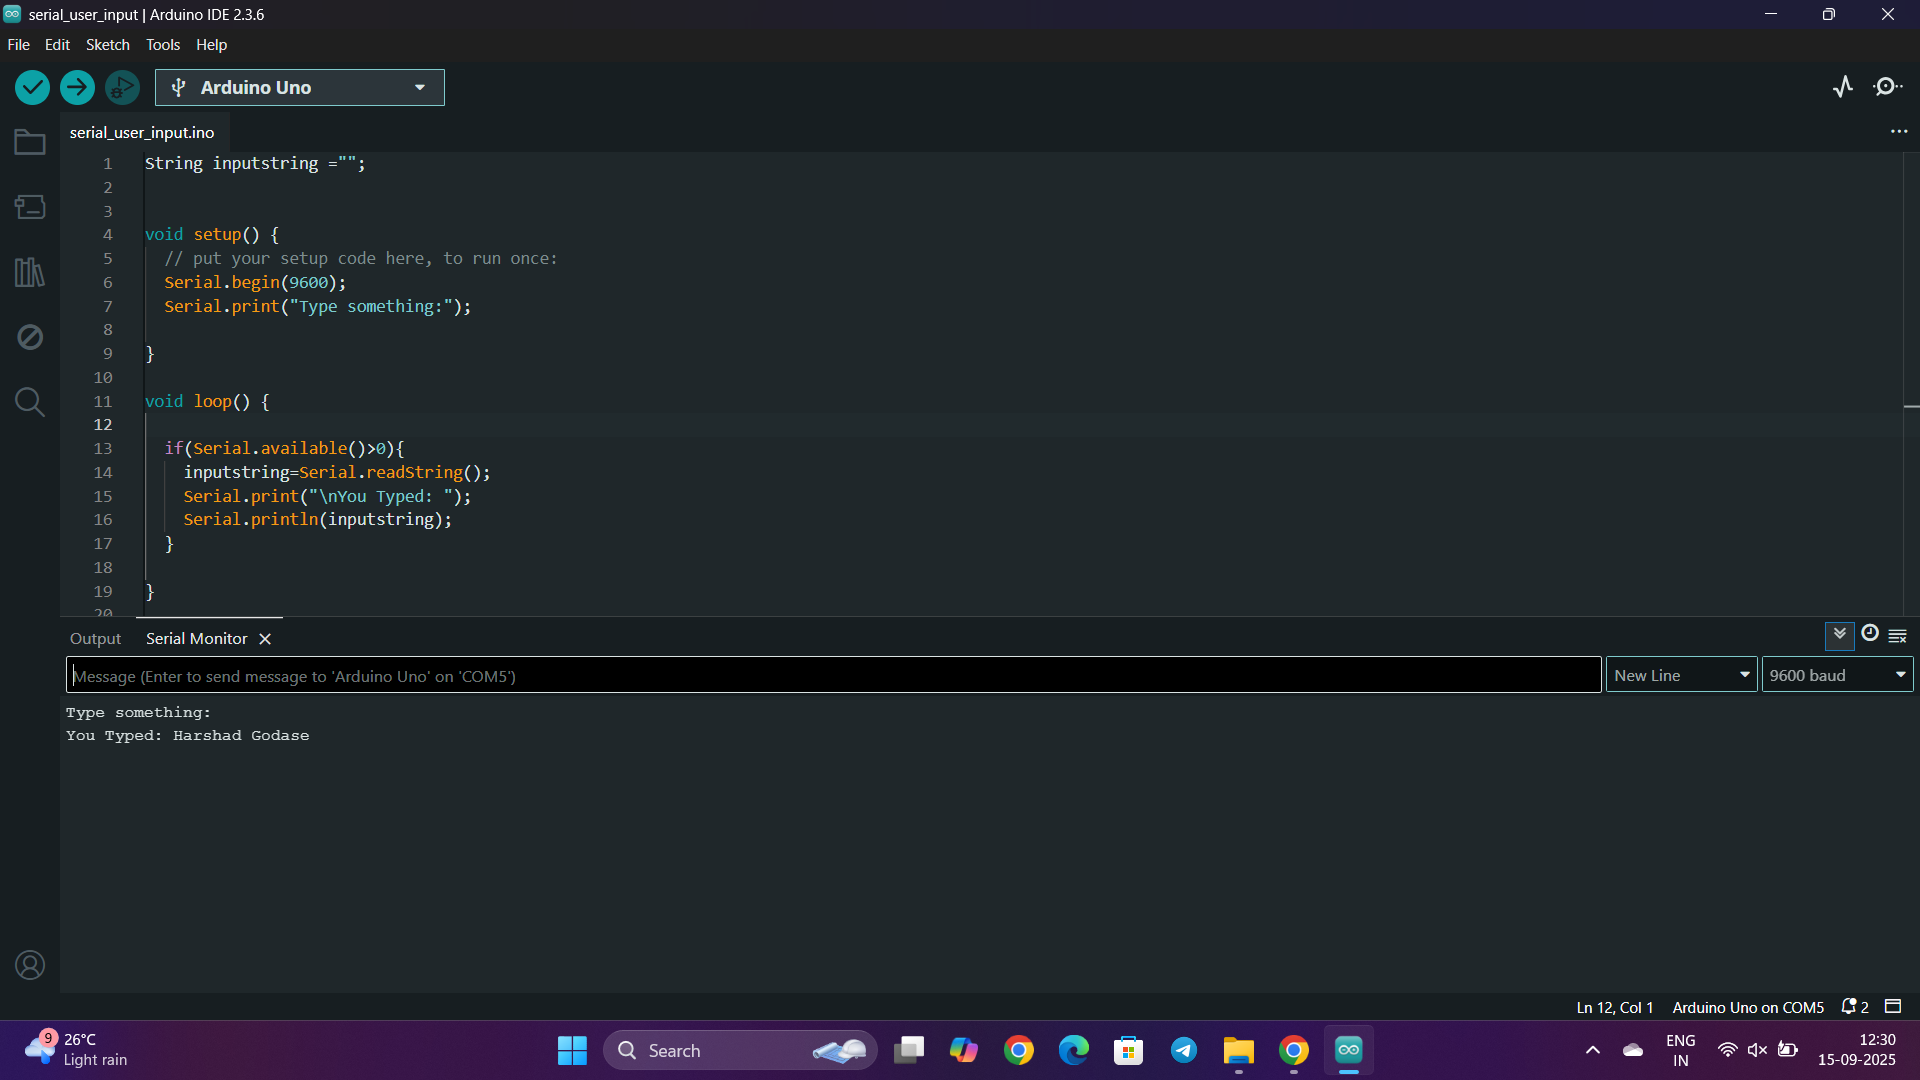 serial_user_input | Arduino IDE 2.3.6
File Edit Sketch Tools Help
Arduino Uno
serial_user_input.ino
1 String inputstring ="";
2
3
4 void setup() {
5 // put your setup code here, to run once:
6 Serial.begin(9600);
7 Serial.print("Type something:");
8
9 }
10
11 void loop() {
12
13 if(Serial.available()>0){
14 inputstring=Serial.readString();
15 Serial.print("\nYou Typed: ");
16 Serial.println(inputstring);
17 }
18
19 }
20
Output Serial Monitor
Message (Enter to send message to 'Arduino Uno' on 'COM5') New Line 9600 baud
Type something:
You Typed: Harshad Godase
Ln 12, Col 1 Arduino Uno on COM5 2
9 26°C
Light rain
Search
ENG
IN
12:30
15-09-2025